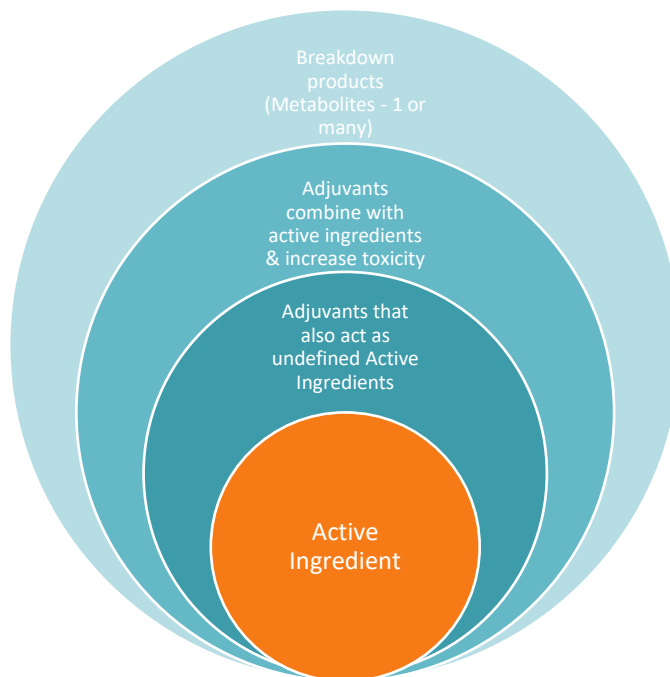 Breakdown
products
(Metabolites - 1 or
many)
Adjuvants
combine with
active ingredients
& increase toxicity
Adjuvants that
also act as
undefined Active
Ingredients
Active
Ingredient